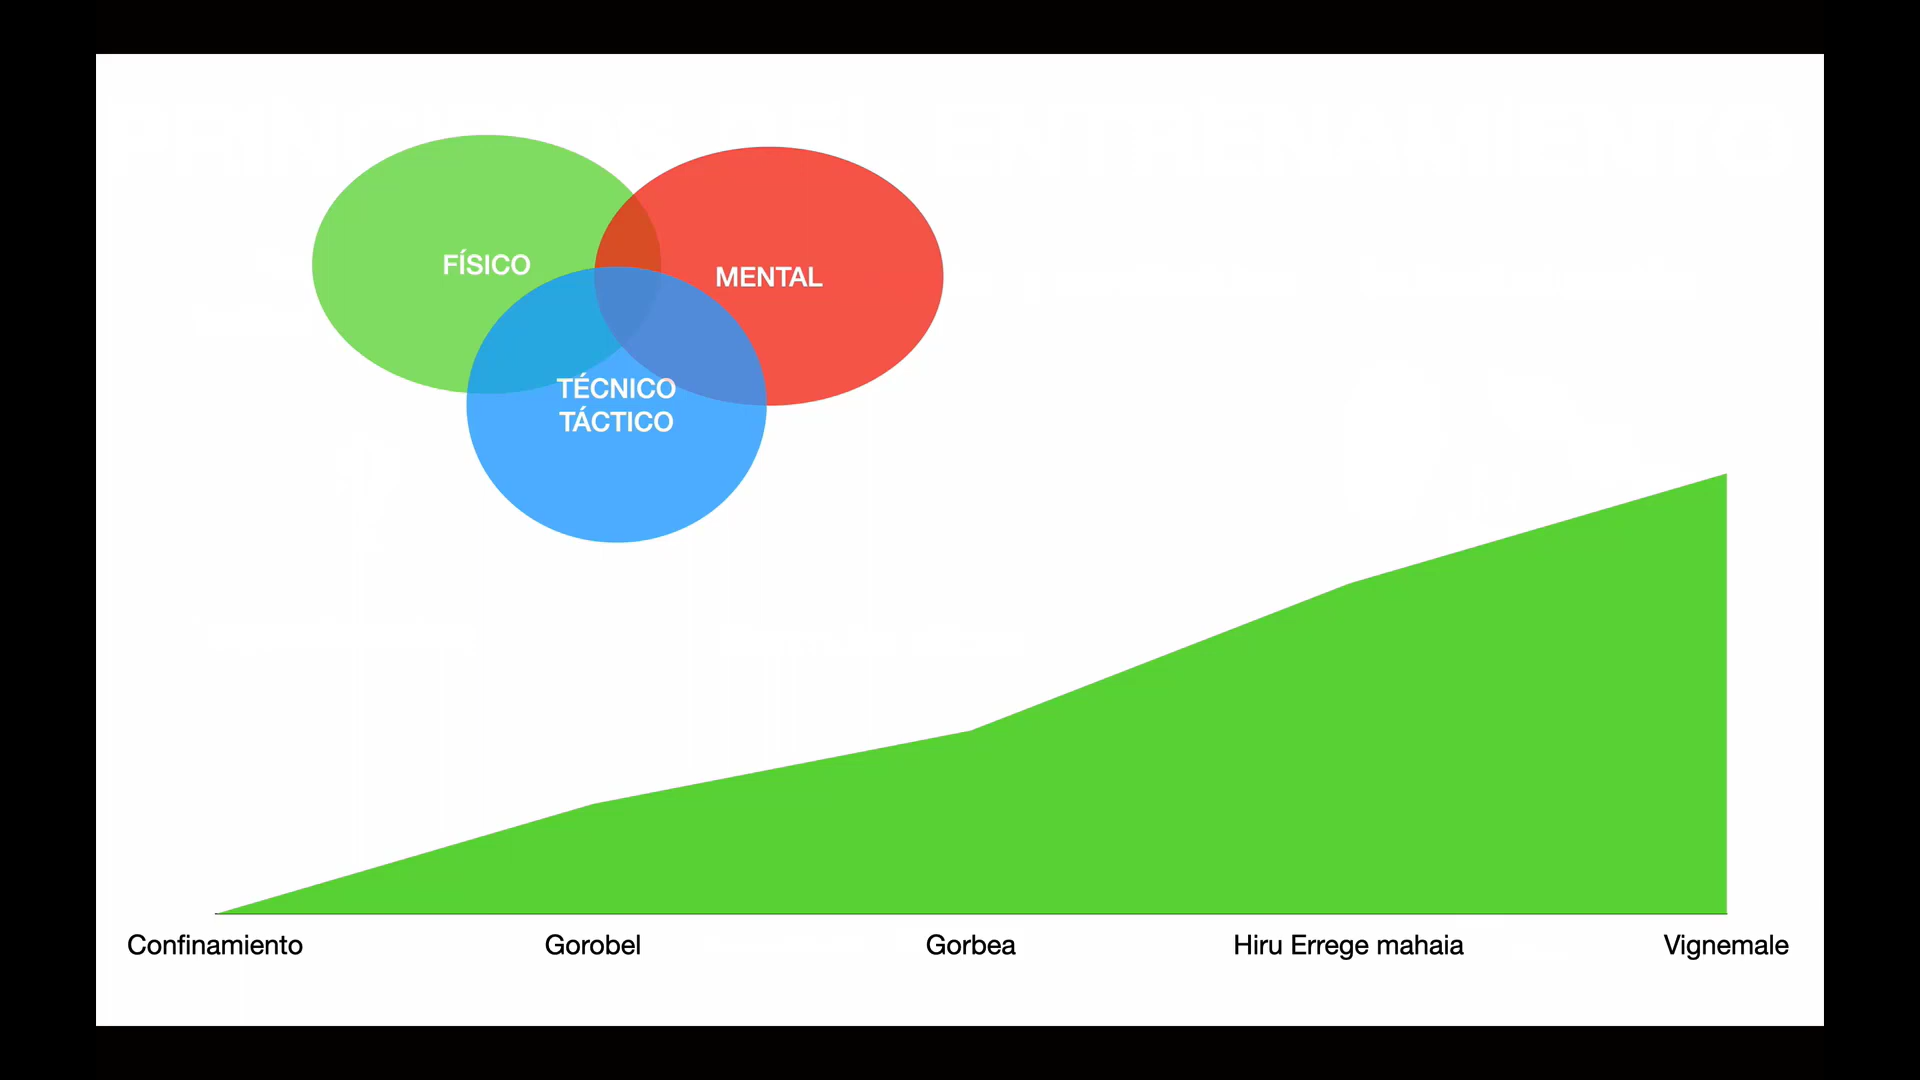 FÍSICO
MENTAL
TÉCNICO
TÁCTICO
Confinamiento
Gorobel
Gorbea
Hiru Errege mahaia
Vignemale